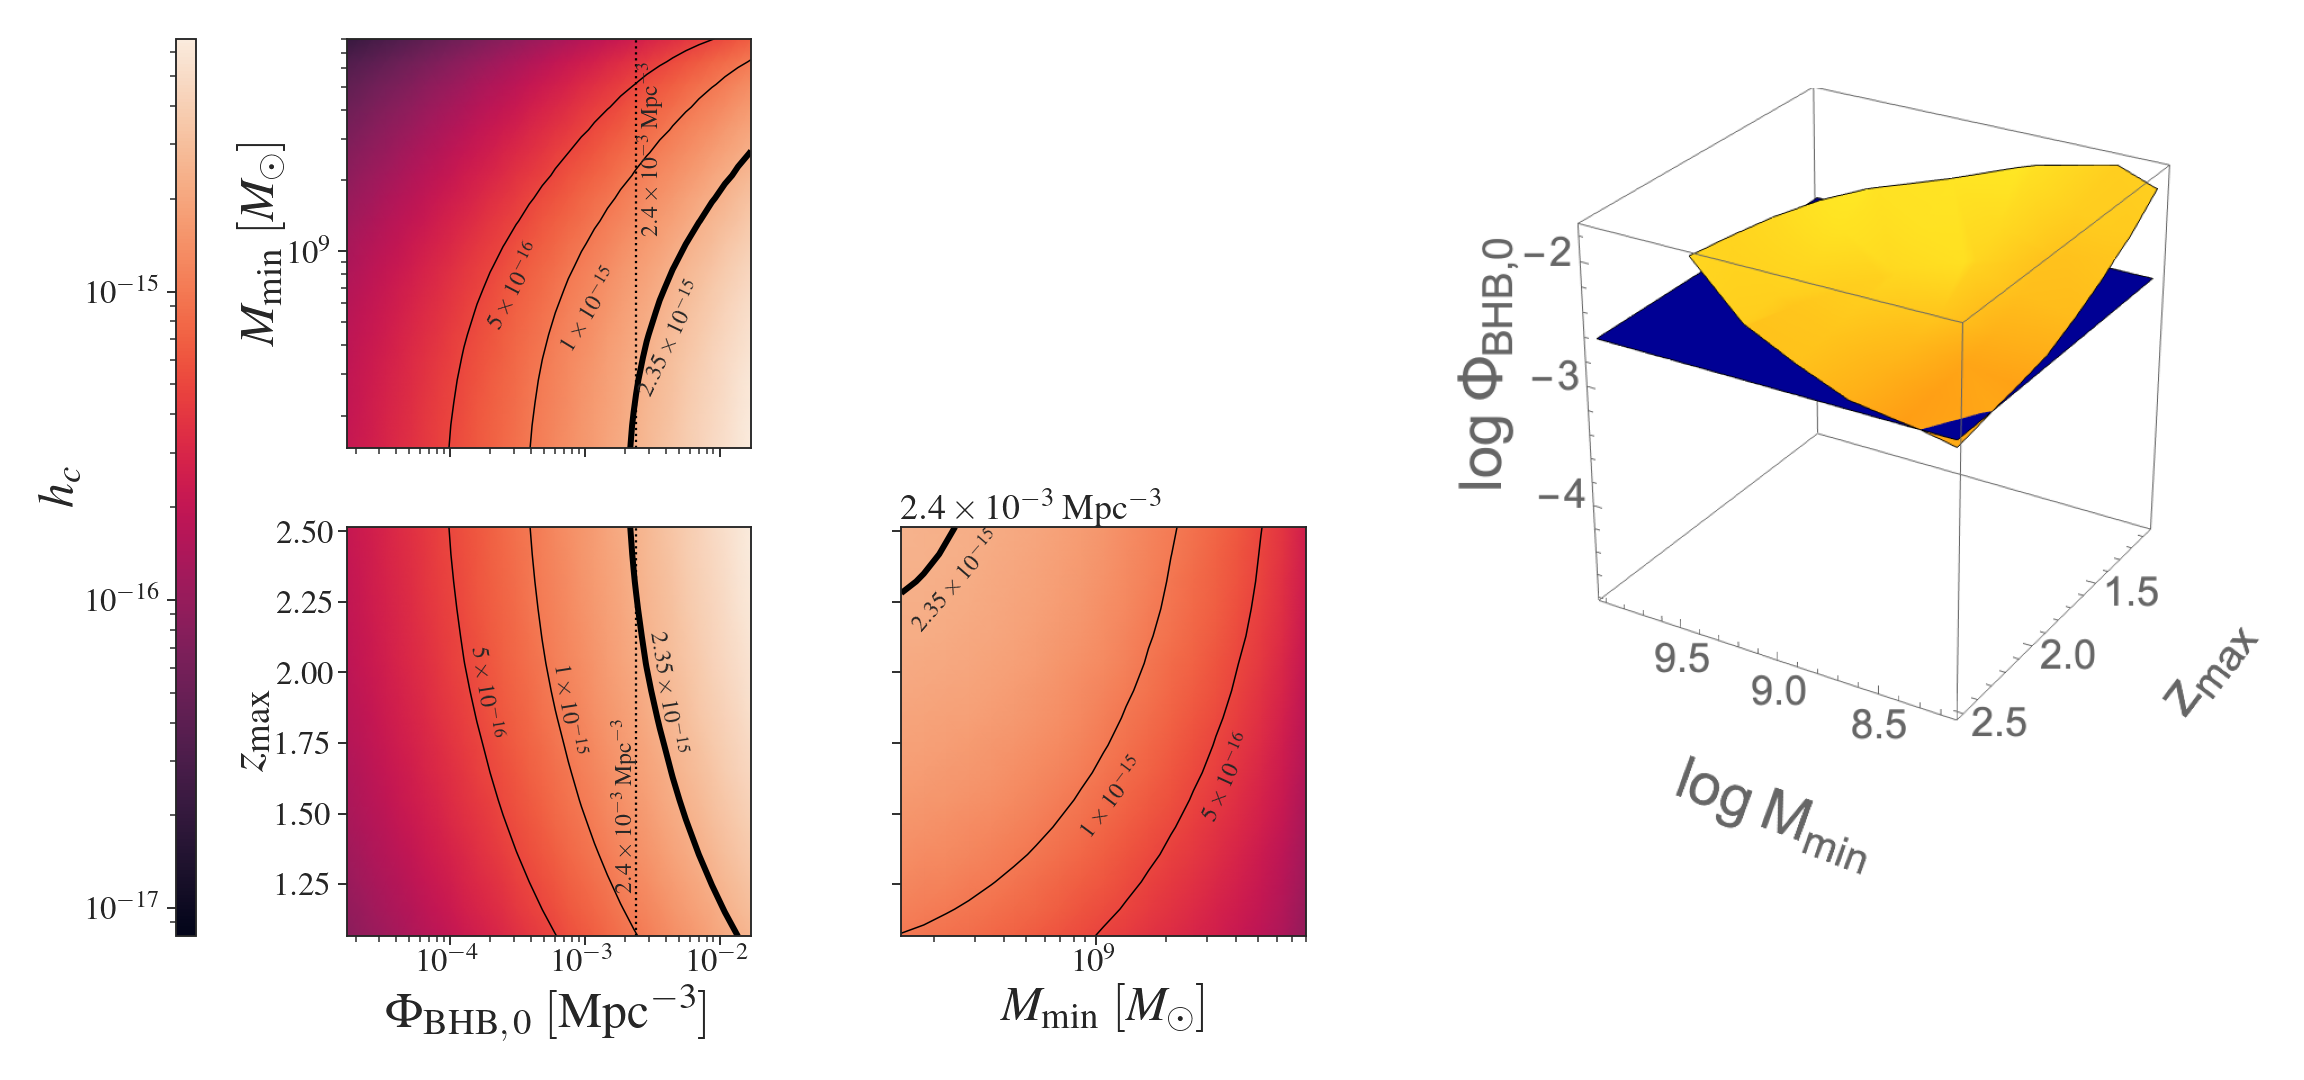 h_c
10^{-15}
10^{-16}
10^{-17}
M_min [M_⊙]
10^9
5 × 10^{-16}
1 × 10^{-15}
2.35 × 10^{-15}
2.4 × 10^{-3} Mpc^{-3}
z_max
2.50
2.25
2.00
1.75
1.50
1.25
5 × 10^{-16}
1 × 10^{-15}
2.35 × 10^{-15}
2.4 × 10^{-3} Mpc^{-3}
10^{-4}
10^{-3}
10^{-2}
Φ_BHB, 0 [Mpc^{-3}]
2.4 × 10^{-3} Mpc^{-3}
2.35 × 10^{-15}
1 × 10^{-15}
5 × 10^{-16}
10^9
M_min [M_⊙]
log Φ_BHB,0
−2
−3
−4
9.5
9.0
8.5
log M_min
1.5
2.0
2.5
z_max